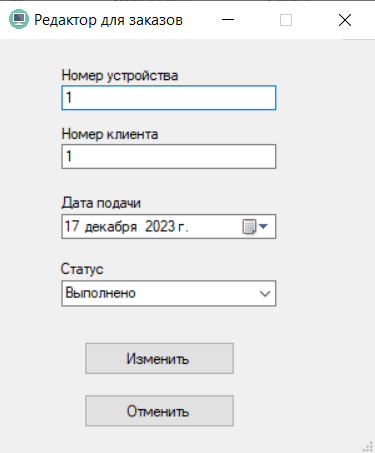 Редактор для заказов
Номер устройства
1
Номер клиента
1
Дата подачи
17 декабря 2023 г.
Статус
Выполнено
Изменить
Отменить